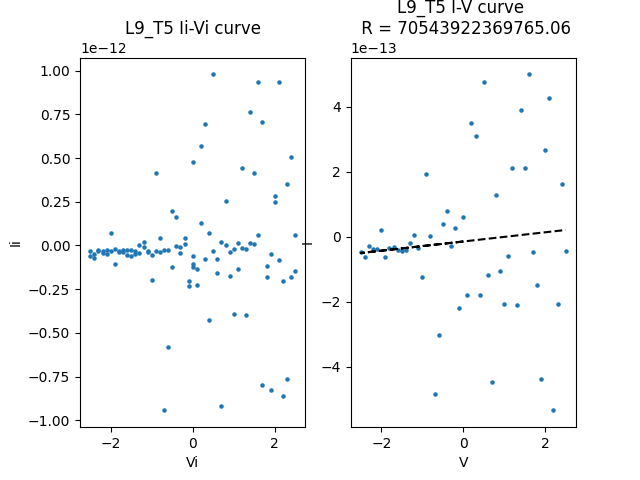 L9_T5 Ii-Vi curve
L9_T5 I-V curve
R = 70543922369765.06
1e−12
1e−13
1.00
0.75
0.50
0.25
0.00
−0.25
−0.50
−0.75
−1.00
Ii
−2
0
2
Vi
4
2
0
−2
−4
I
−2
0
2
V